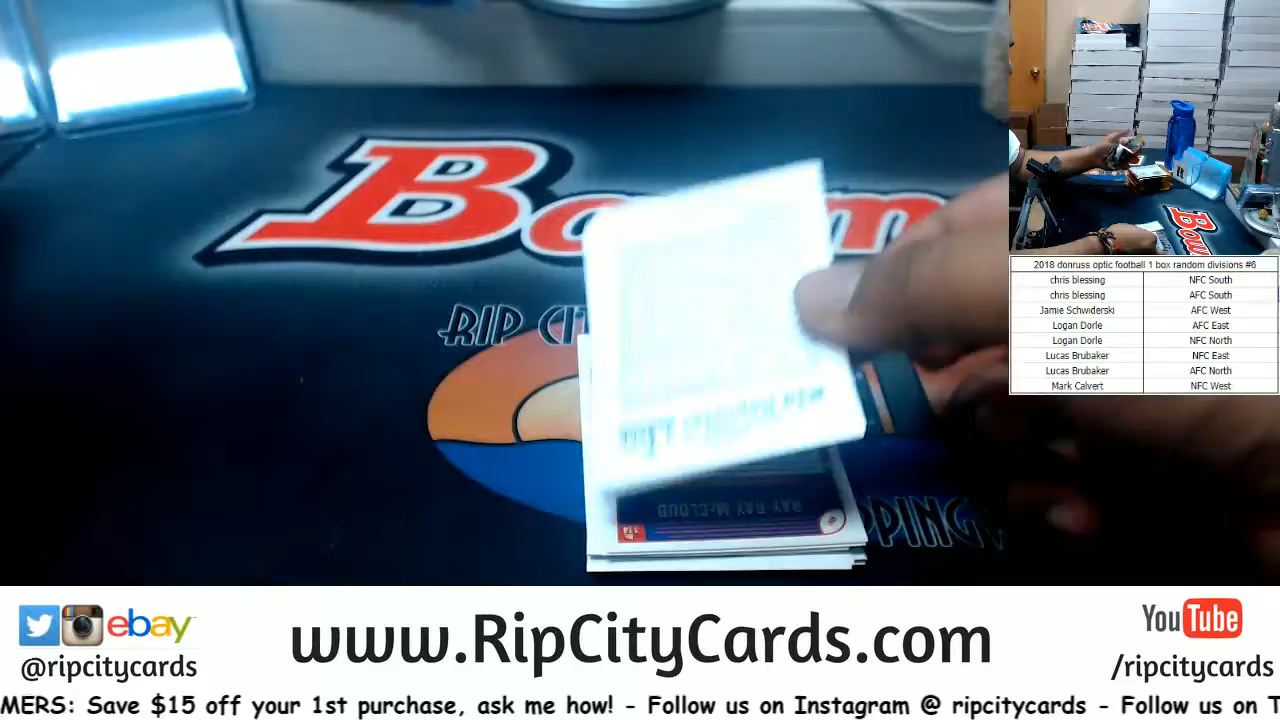 B
RIP CIT
PPING
RAY-RAY McCLOUD
Bow
2018 donruss optic football 1 box random divisions #6
chris blessing NFC South
chris blessing AFC South
Jamie Schwiderski AFC West
Logan Dorle AFC East
Logan Dorle NFC North
Lucas Brubaker NFC East
Lucas Brubaker AFC North
Mark Calvert NFC West
ebay
@ripcitycards
www.RipCityCards.com
YouTube
/ripcitycards
MERS: Save $15 off your 1st purchase, ask me how! - Follow us on Instagram @ ripcitycards - Follow us on T